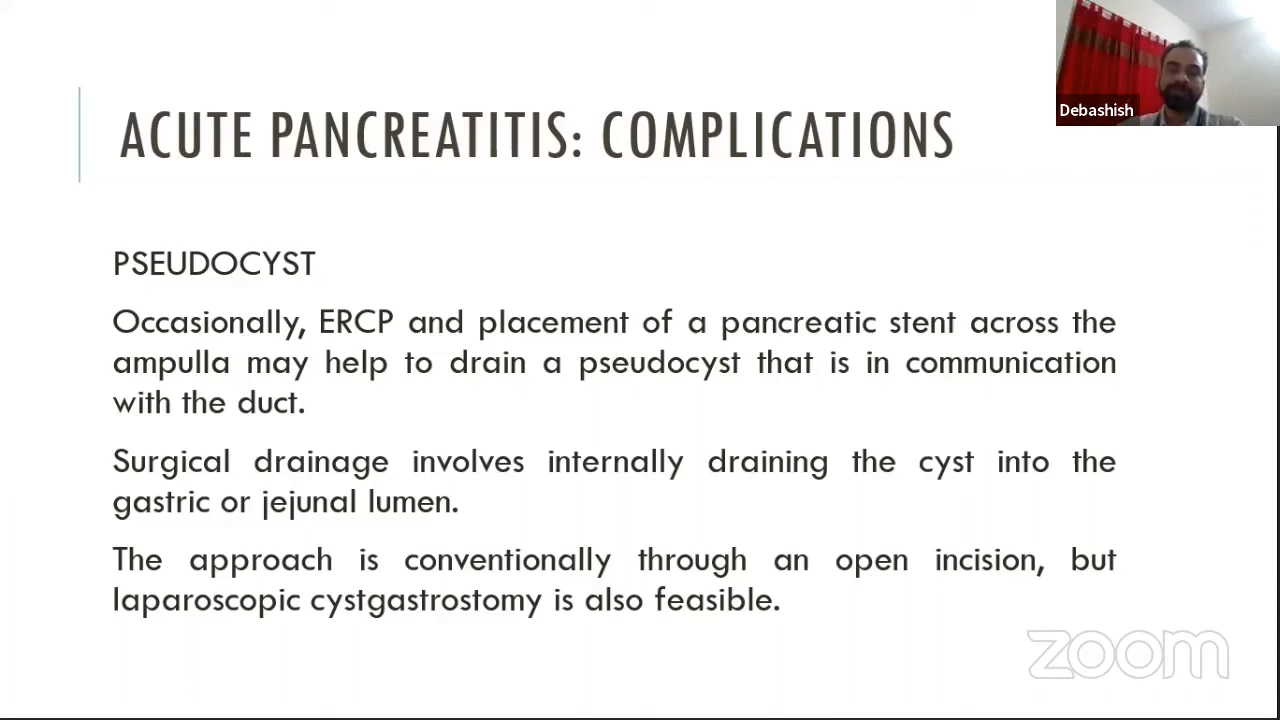 Debashish
ACUTE PANCREATITIS: COMPLICATIONS
PSEUDOCYST
Occasionally, ERCP and placement of a pancreatic stent across the
ampulla may help to drain a pseudocyst that is in communication
with the duct.
Surgical drainage involves internally draining the cyst into the
gastric or jejunal lumen.
The approach is conventionally through an open incision, but
laparoscopic cystgastrostomy is also feasible.
zoom